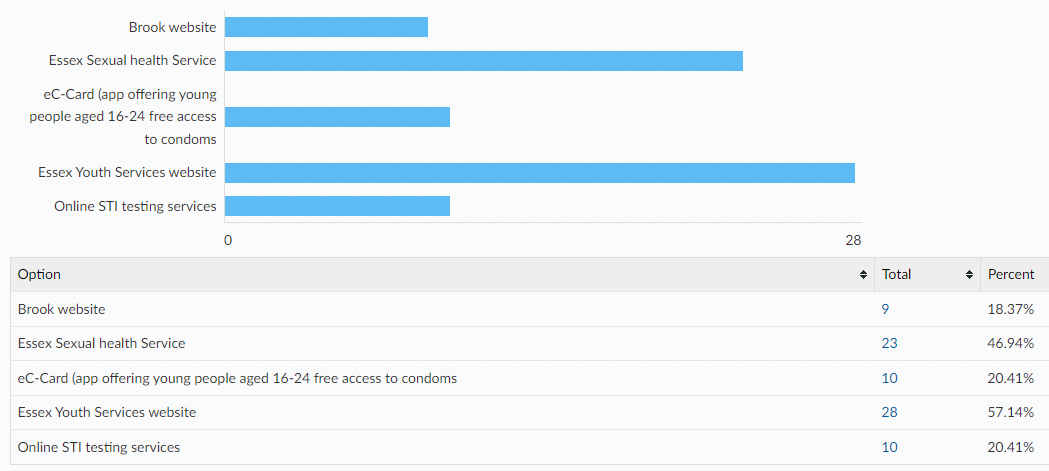 Brook website
Essex Sexual health Service
eC-Card (app offering young
people aged 16-24 free access
to condoms
Essex Youth Services website
Online STI testing services
0 28
Option Total Percent
Brook website 9 18.37%
Essex Sexual health Service 23 46.94%
eC-Card (app offering young people aged 16-24 free access to condoms 10 20.41%
Essex Youth Services website 28 57.14%
Online STI testing services 10 20.41%